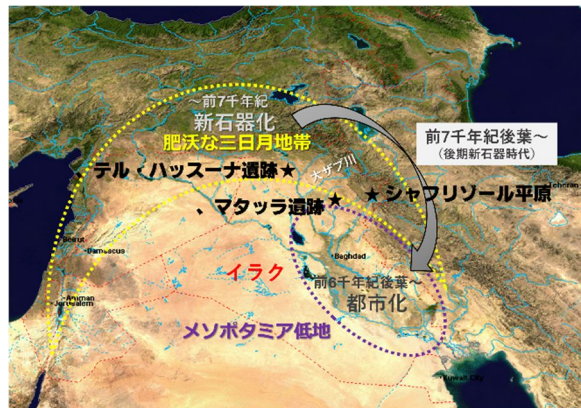 ～前7千年紀
新石器化
肥沃な三日月地帯
前7千年紀後葉～
（後期新石器時代）
大ザブ川
、テル・ハッスーナ遺跡★
★シャフリゾール平原
Teheran
、マタッラ遺跡★
Beirut
Damascus
Baghdad
イラク
前6千年紀後葉～
都市化
Amman
Jerusalem
メソポタミア低地
Kuwait City